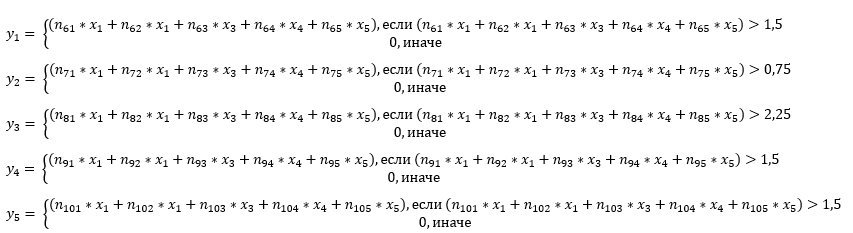 y₁ = {(n₆₁ * x₁ + n₆₂ * x₁ + n₆₃ * x₃ + n₆₄ * x₄ + n₆₅ * x₅), если (n₆₁ * x₁ + n₆₂ * x₁ + n₆₃ * x₃ + n₆₄ * x₄ + n₆₅ * x₅) > 1,5
0, иначе
y₂ = {(n₇₁ * x₁ + n₇₂ * x₁ + n₇₃ * x₃ + n₇₄ * x₄ + n₇₅ * x₅), если (n₇₁ * x₁ + n₇₂ * x₁ + n₇₃ * x₃ + n₇₄ * x₄ + n₇₅ * x₅) > 0,75
0, иначе
y₃ = {(n₈₁ * x₁ + n₈₂ * x₁ + n₈₃ * x₃ + n₈₄ * x₄ + n₈₅ * x₅), если (n₈₁ * x₁ + n₈₂ * x₁ + n₈₃ * x₃ + n₈₄ * x₄ + n₈₅ * x₅) > 2,25
0, иначе
y₄ = {(n₉₁ * x₁ + n₉₂ * x₁ + n₉₃ * x₃ + n₉₄ * x₄ + n₉₅ * x₅), если (n₉₁ * x₁ + n₉₂ * x₁ + n₉₃ * x₃ + n₉₄ * x₄ + n₉₅ * x₅) > 1,5
0, иначе
y₅ = {(n₁₀₁ * x₁ + n₁₀₂ * x₁ + n₁₀₃ * x₃ + n₁₀₄ * x₄ + n₁₀₅ * x₅), если (n₁₀₁ * x₁ + n₁₀₂ * x₁ + n₁₀₃ * x₃ + n₁₀₄ * x₄ + n₁₀₅ * x₅) > 1,5
0, иначе